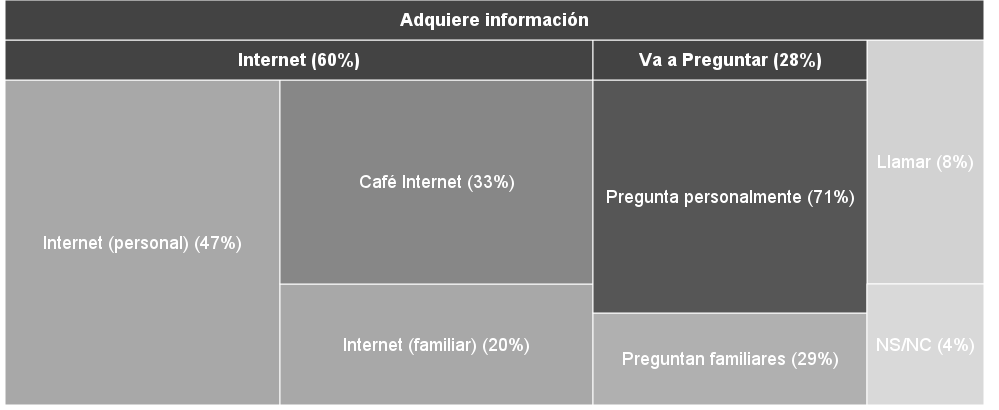 Adquiere información
Internet (60%)
Va a Preguntar (28%)
Internet (personal) (47%)
Café Internet (33%)
Internet (familiar) (20%)
Pregunta personalmente (71%)
Preguntan familiares (29%)
Llamar (8%)
NS/NC (4%)